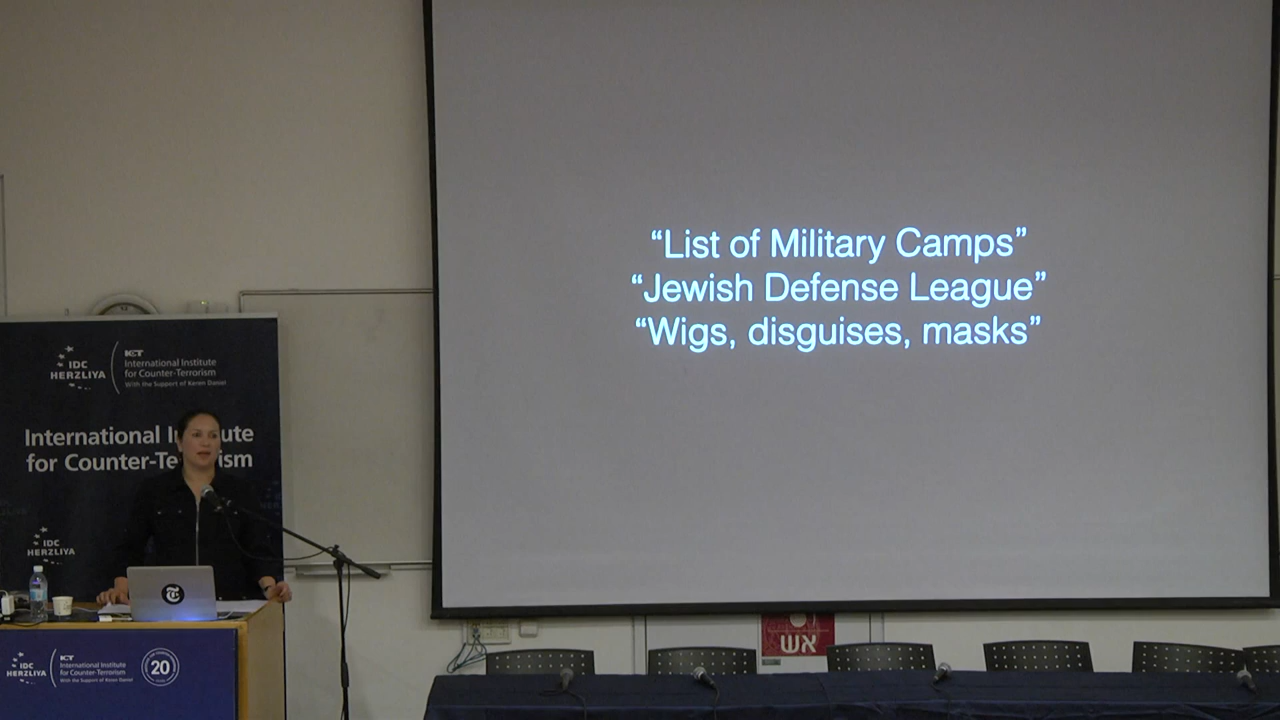 “List of Military Camps”
“Jewish Defense League”
“Wigs, disguises, masks”
IDC
HERZLIYA
ICT
International Institute
for Counter-Terrorism
With the Support of Keren Daniel
International
for Counter-Te
IDC
HERZLIYA
IDC
HERZLIYA
ICT
International Institute
for Counter-Terrorism
With the Support of Keren Daniel
20
אש